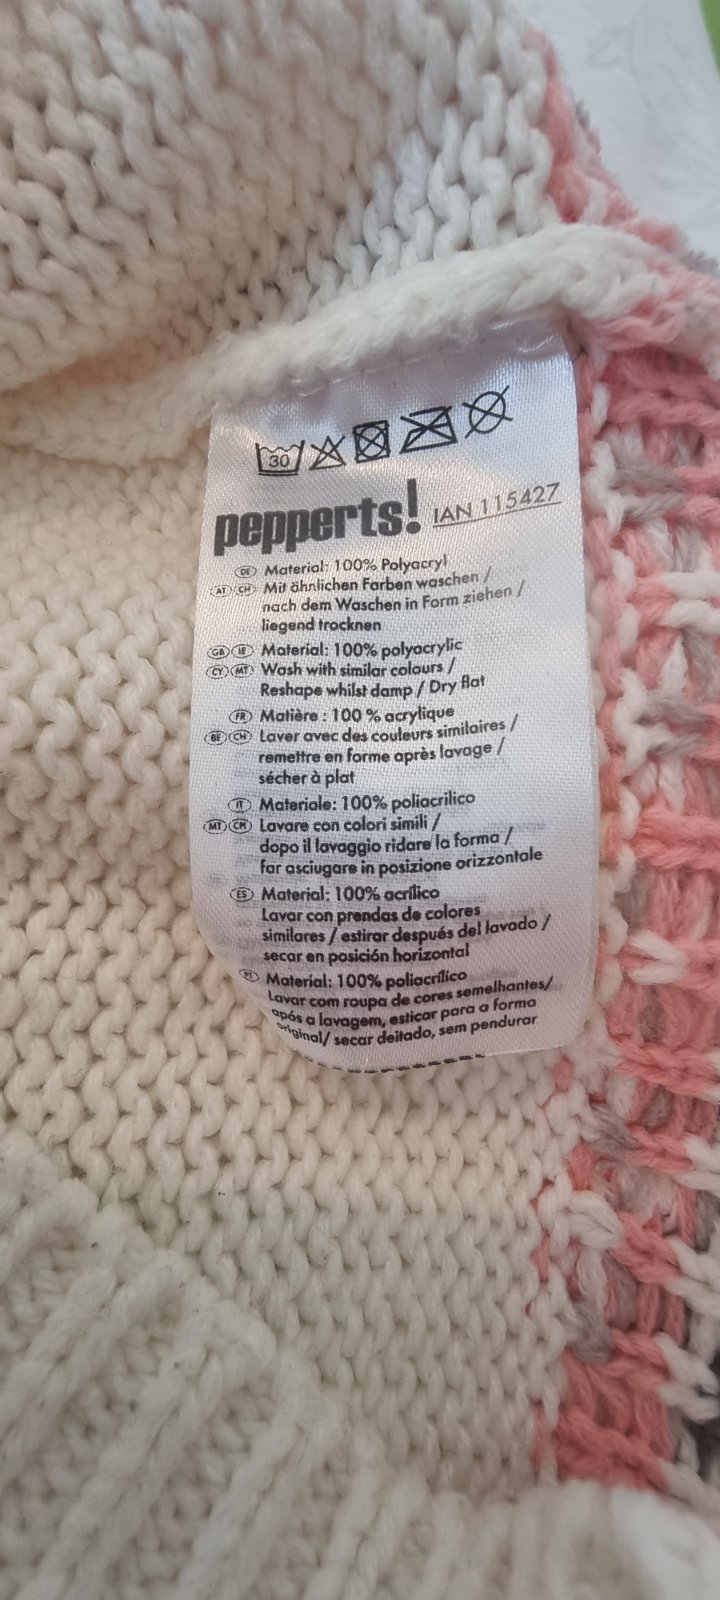 30
pepperts! IAN 115427
DE Material: 100% Polyacryl
AT CH Mit ähnlichen Farben waschen /
nach dem Waschen in Form ziehen /
liegend trocknen
GB IE Material: 100% polyacrylic
CY MT Wash with similar colours /
Reshape whilst damp / Dry flat
FR Matière : 100 % acrylique
BE CH Laver avec des couleurs similaires /
remettre en forme après lavage /
sécher à plat
IT Materiale: 100% poliacrilico
MT CH Lavare con colori simili /
dopo il lavaggio ridare la forma /
far asciugare in posizione orizzontale
ES Material: 100% acrílico
Lavar con prendas de colores
similares / estirar después del lavado /
secar en posición horizontal
Material: 100% poliacrílico
Lavar com roupa de cores semelhantes/
após a lavagem, esticar para a forma
original/ secar deitado, sem pendurar